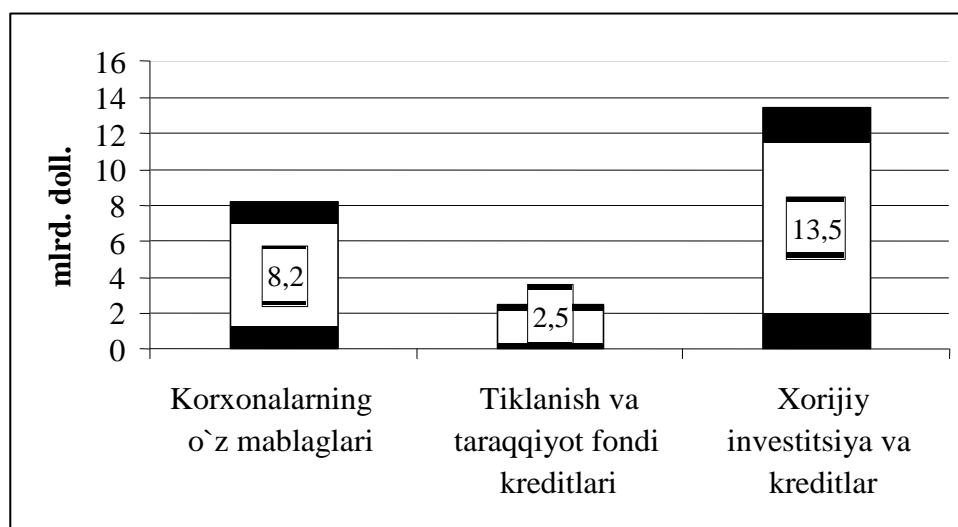 mlrd. doll.
16
14
12
10
8
6
4
2
0
8,2
2,5
13,5
Korxonalarning
o`z mablaglari
Tiklanish va
taraqqiyot fondi
kreditlari
Xorijiy
investitsiya va
kreditlar